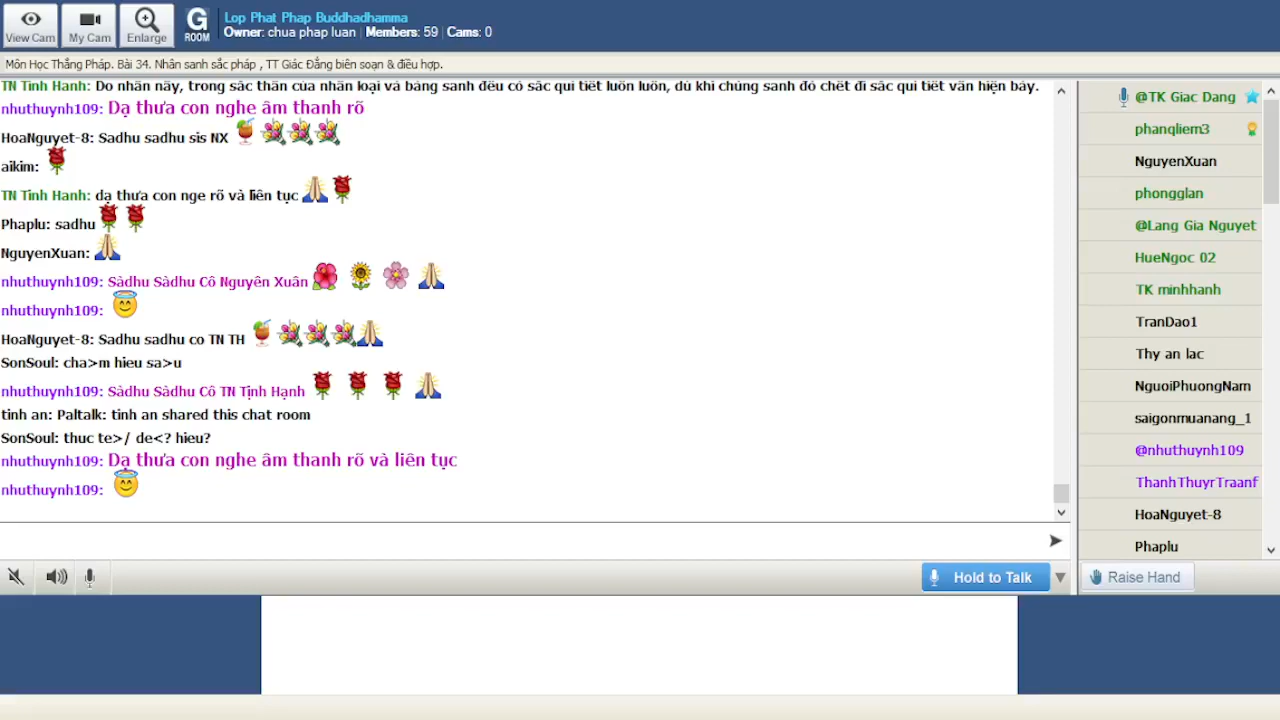 View Cam
My Cam
Enlarge
G
ROOM
Lop Phat Phap Buddhadhamma
Owner: chua phap luan | Members: 59 | Cams: 0
Môn Học Thắng Pháp. Bài 34. Nhân sanh sắc pháp , TT Giác Đẳng biên soạn & điều hợp.
TN Tinh Hanh: Do nhân này, trong sắc thân của nhân loại và bàng sanh đều có sắc quí tiết luôn luôn, dù khi chúng sanh đó chết đi sắc quí tiết vẫn hiện bày.
nhuthuynh109: Dạ thưa con nghe âm thanh rõ
HoaNguyet-8: Sadhu sadhu sis NX
aikim:
TN Tinh Hanh: dạ thưa con nge rõ và liên tục
Phaplu: sadhu
NguyenXuan:
nhuthuynh109: Sàdhu Sàdhu Cô Nguyên Xuân
nhuthuynh109:
HoaNguyet-8: Sadhu sadhu co TN TH
SonSoul: cha>m hieu sa>u
nhuthuynh109: Sàdhu Sàdhu Cô TN Tịnh Hạnh
tinh an: Paltalk: tinh an shared this chat room
SonSoul: thuc te>/ de<? hieu?
nhuthuynh109: Dạ thưa con nghe âm thanh rõ và liên tục
nhuthuynh109:
Hold to Talk
@TK Giac Dang
phanqliem3
NguyenXuan
phongglan
@Lang Gia Nguyet
HueNgoc 02
TK minhhanh
TranDao1
Thy an lac
NguoiPhuongNam
saigonmuanang_1
@nhuthuynh109
ThanhThuyrTraanf
HoaNguyet-8
Phaplu
Raise Hand